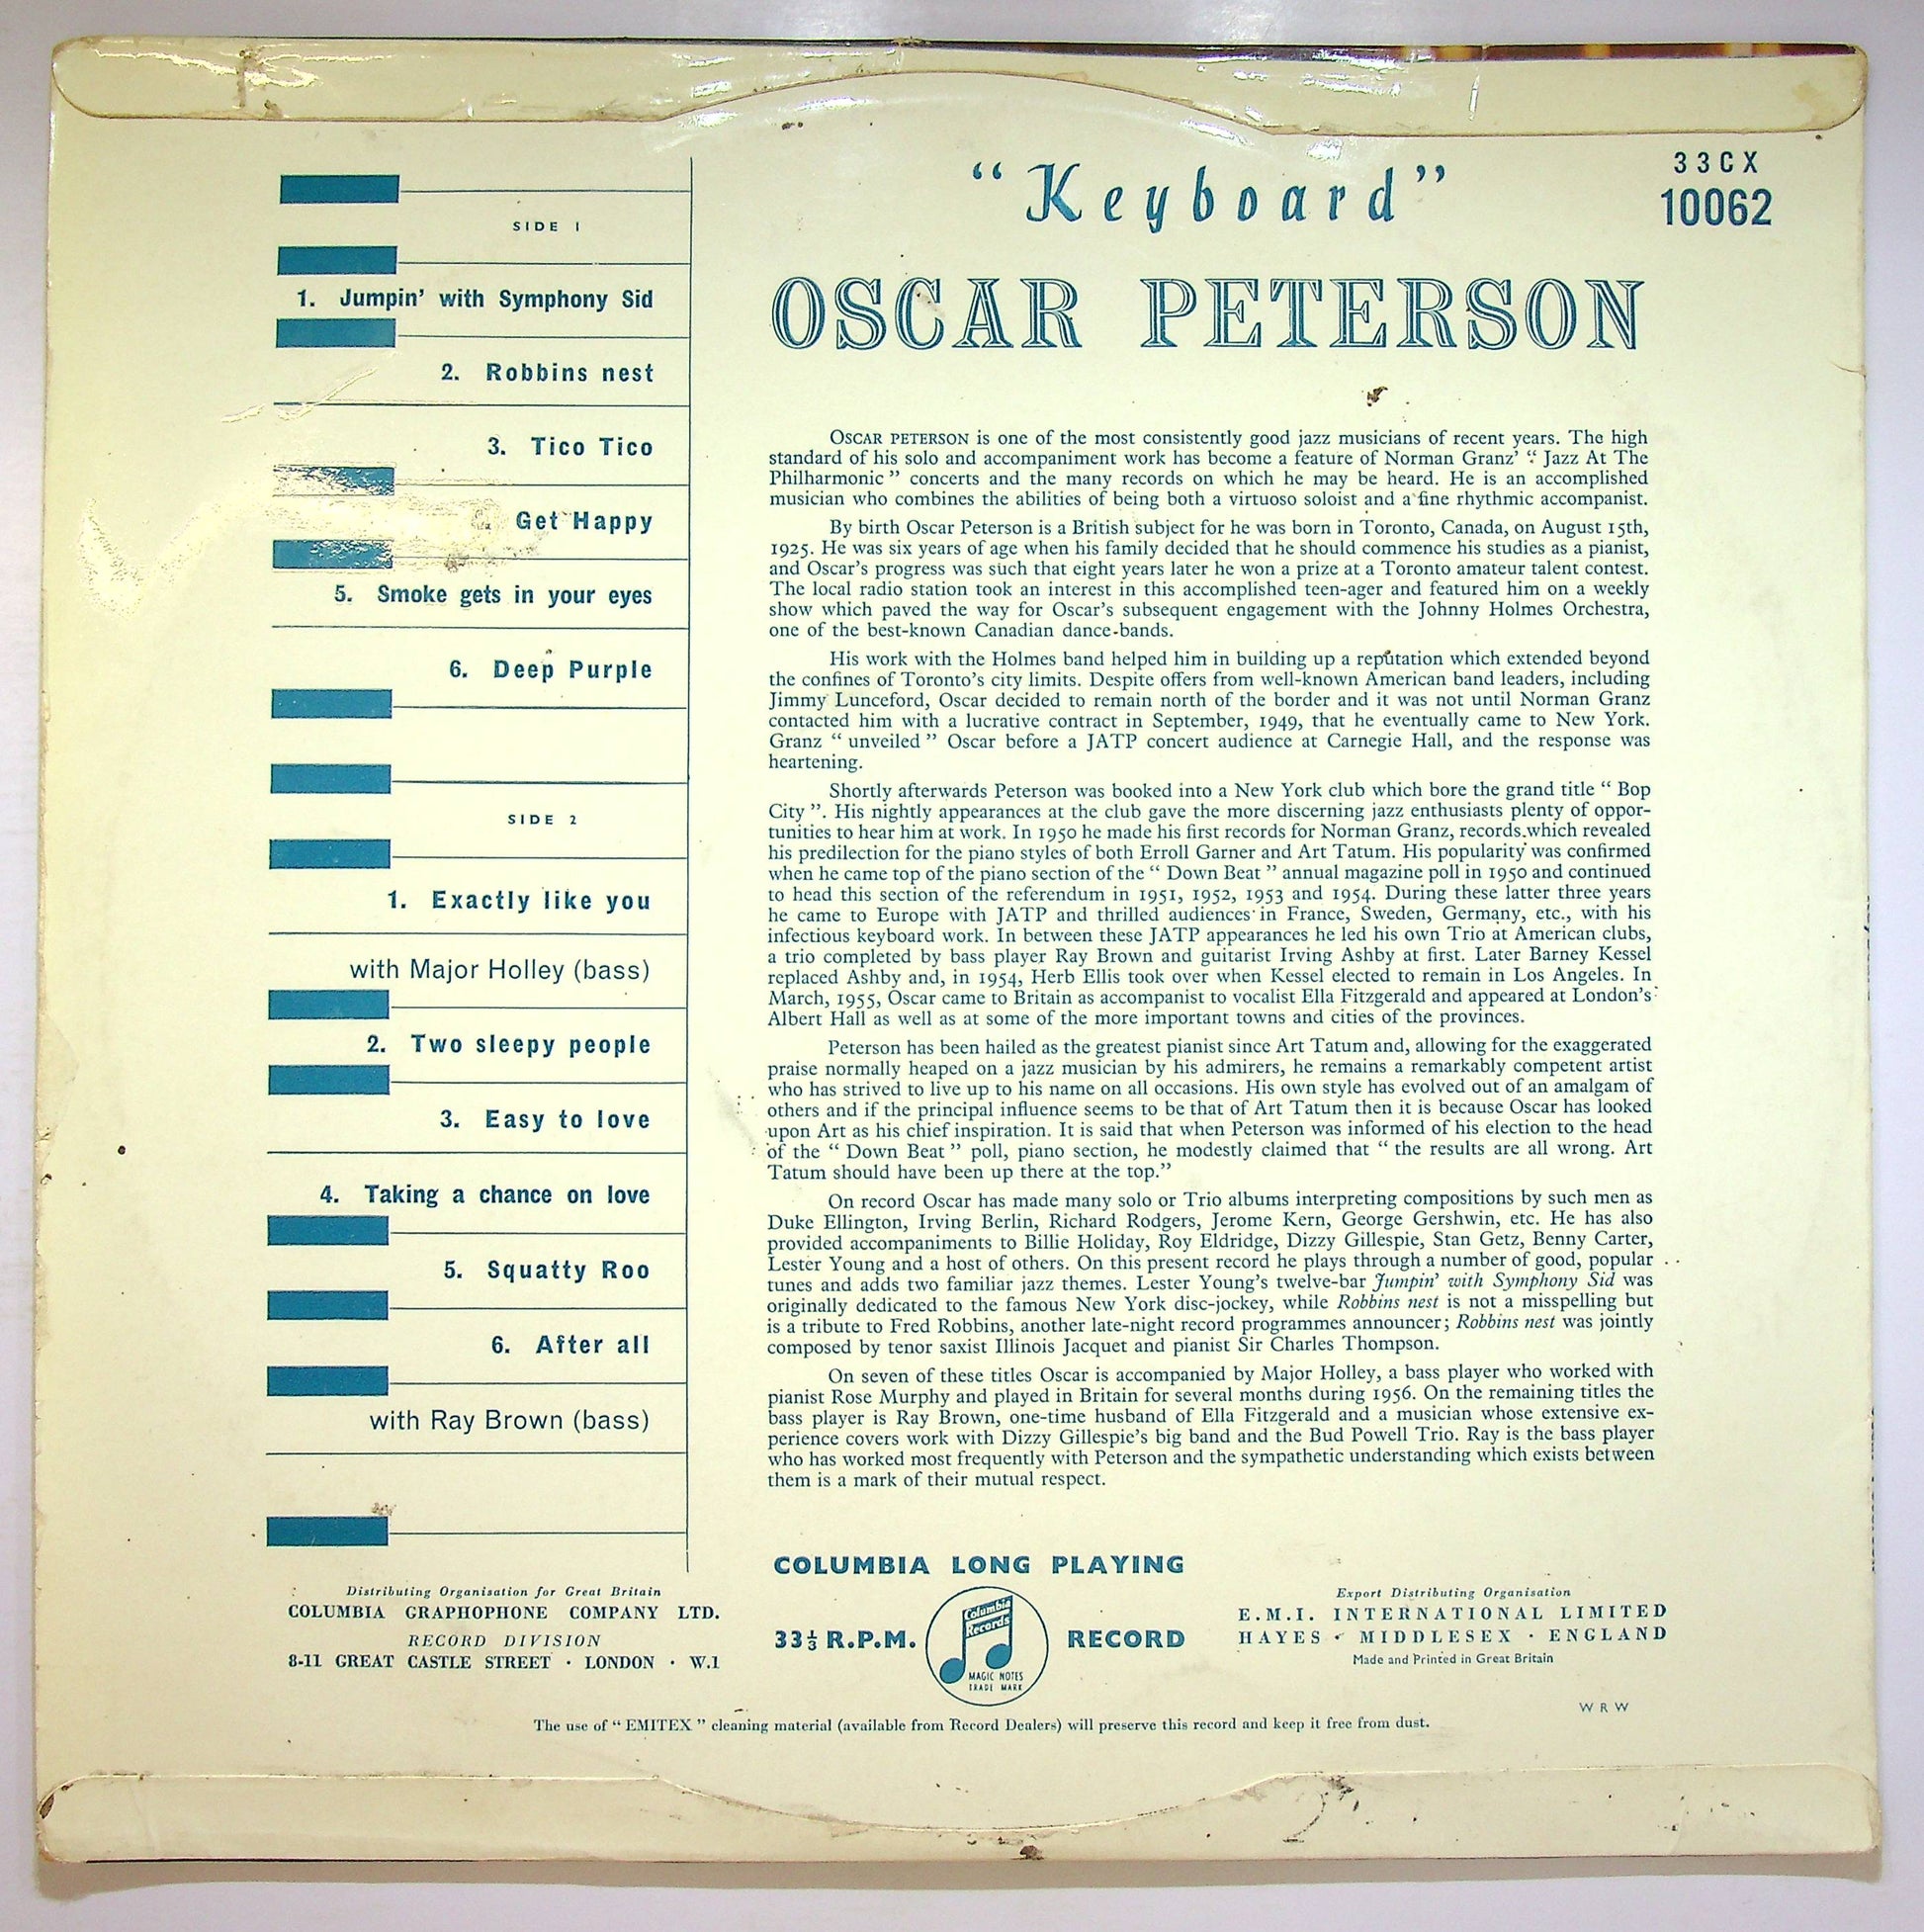 SIDE 1
1. Jumpin' with Symphony Sid
2. Robbins nest
3. Tico Tico
Get Happy
5. Smoke gets in your eyes
6. Deep Purple
SIDE 2
1. Exactly like you
with Major Holley (bass)
2. Two sleepy people
3. Easy to love
4. Taking a chance on love
5. Squatty Roo
6. After all
with Ray Brown (bass)
“Keyboard”
33CX
10062
OSCAR PETERSON
OSCAR PETERSON is one of the most consistently good jazz musicians of recent years. The high
standard of his solo and accompaniment work has become a feature of Norman Granz' “ Jazz At The
Philharmonic ” concerts and the many records on which he may be heard. He is an accomplished
musician who combines the abilities of being both a virtuoso soloist and a fine rhythmic accompanist.
By birth Oscar Peterson is a British subject for he was born in Toronto, Canada, on August 15th,
1925. He was six years of age when his family decided that he should commence his studies as a pianist,
and Oscar's progress was such that eight years later he won a prize at a Toronto amateur talent contest.
The local radio station took an interest in this accomplished teen-ager and featured him on a weekly
show which paved the way for Oscar's subsequent engagement with the Johnny Holmes Orchestra,
one of the best-known Canadian dance-bands.
His work with the Holmes band helped him in building up a reputation which extended beyond
the confines of Toronto's city limits. Despite offers from well-known American band leaders, including
Jimmy Lunceford, Oscar decided to remain north of the border and it was not until Norman Granz
contacted him with a lucrative contract in September, 1949, that he eventually came to New York.
Granz “ unveiled ” Oscar before a JATP concert audience at Carnegie Hall, and the response was
heartening.
Shortly afterwards Peterson was booked into a New York club which bore the grand title “ Bop
City ”. His nightly appearances at the club gave the more discerning jazz enthusiasts plenty of oppor-
tunities to hear him at work. In 1950 he made his first records for Norman Granz, records which revealed
his predilection for the piano styles of both Erroll Garner and Art Tatum. His popularity was confirmed
when he came top of the piano section of the “ Down Beat ” annual magazine poll in 1950 and continued
to head this section of the referendum in 1951, 1952, 1953 and 1954. During these latter three years
he came to Europe with JATP and thrilled audiences in France, Sweden, Germany, etc., with his
infectious keyboard work. In between these JATP appearances he led his own Trio at American clubs,
a trio completed by bass player Ray Brown and guitarist Irving Ashby at first. Later Barney Kessel
replaced Ashby and, in 1954, Herb Ellis took over when Kessel elected to remain in Los Angeles. In
March, 1955, Oscar came to Britain as accompanist to vocalist Ella Fitzgerald and appeared at London's
Albert Hall as well as at some of the more important towns and cities of the provinces.
Peterson has been hailed as the greatest pianist since Art Tatum and, allowing for the exaggerated
praise normally heaped on a jazz musician by his admirers, he remains a remarkably competent artist
who has strived to live up to his name on all occasions. His own style has evolved out of an amalgam of
others and if the principal influence seems to be that of Art Tatum then it is because Oscar has looked
upon Art as his chief inspiration. It is said that when Peterson was informed of his election to the head
of the “ Down Beat ” poll, piano section, he modestly claimed that “ the results are all wrong. Art
Tatum should have been up there at the top.”
On record Oscar has made many solo or Trio albums interpreting compositions by such men as
Duke Ellington, Irving Berlin, Richard Rodgers, Jerome Kern, George Gershwin, etc. He has also
provided accompaniments to Billie Holiday, Roy Eldridge, Dizzy Gillespie, Stan Getz, Benny Carter,
Lester Young and a host of others. On this present record he plays through a number of good, popular
tunes and adds two familiar jazz themes. Lester Young's twelve-bar Jumpin' with Symphony Sid was
originally dedicated to the famous New York disc-jockey, while Robbins nest is not a misspelling but
is a tribute to Fred Robbins, another late-night record programmes announcer; Robbins nest was jointly
composed by tenor saxist Illinois Jacquet and pianist Sir Charles Thompson.
On seven of these titles Oscar is accompanied by Major Holley, a bass player who worked with
pianist Rose Murphy and played in Britain for several months during 1956. On the remaining titles the
bass player is Ray Brown, one-time husband of Ella Fitzgerald and a musician whose extensive ex-
perience covers work with Dizzy Gillespie's big band and the Bud Powell Trio. Ray is the bass player
who has worked most frequently with Peterson and the sympathetic understanding which exists between
them is a mark of their mutual respect.
Distributing Organisation for Great Britain
COLUMBIA GRAPHOPHONE COMPANY LTD.
RECORD DIVISION
8-11 GREAT CASTLE STREET · LONDON · W.1
COLUMBIA LONG PLAYING
33⅓ R.P.M.
Columbia
Records
MAGIC NOTES
TRADE MARK
RECORD
Export Distributing Organisation
E.M.I. INTERNATIONAL LIMITED
HAYES · MIDDLESEX · ENGLAND
Made and Printed in Great Britain
WRW
The use of “ EMITEX ” cleaning material (available from Record Dealers) will preserve this record and keep it free from dust.